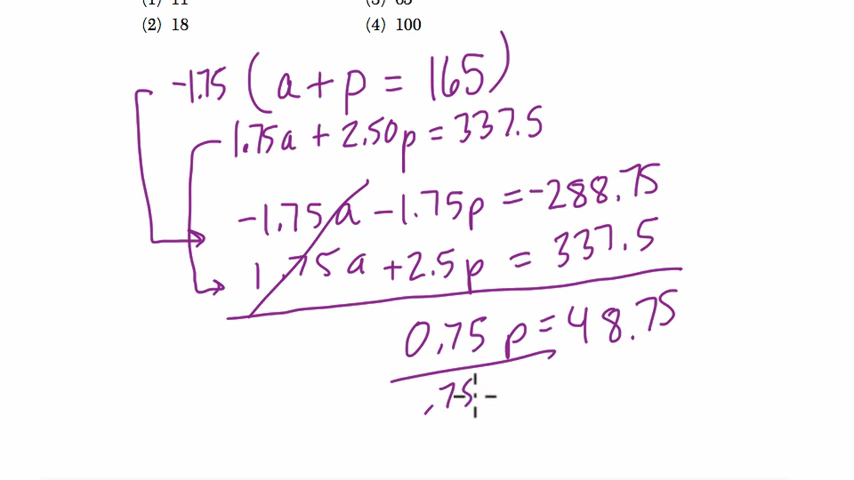 (2) 18 (4) 100
-1.75 ( a + p = 165 )
1.75a + 2.50p = 337.5
-1.75a - 1.75p = -288.75
1.75a + 2.5p = 337.5
0.75 p = 48.75
.75